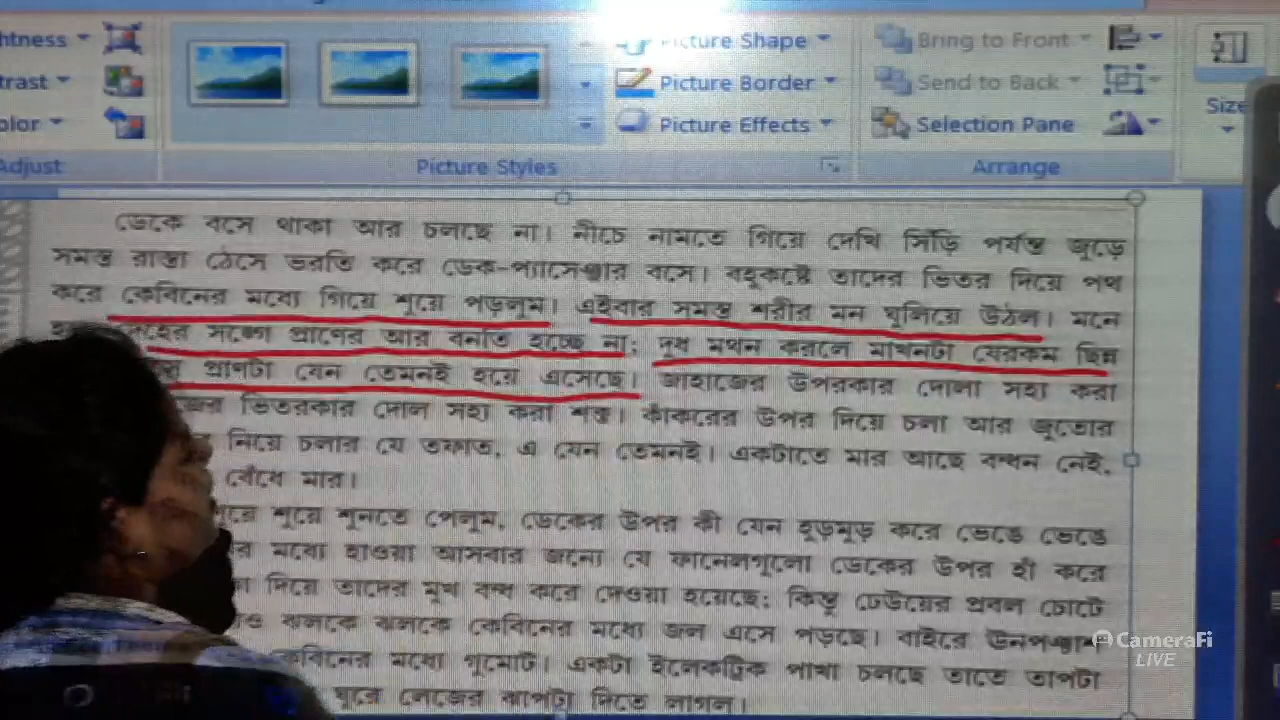 htness
trast
olor
Adjust
Picture Styles
Picture Shape
Picture Border
Picture Effects
Bring to Front
Send to Back
Selection Pane
Arrange
Size
ডেকে বসে থাকা আর চলছে না। নীচে নামতে গিয়ে দেখি সিঁড়ি পর্যন্ত জুড়ে
সমস্ত রাস্তা ঠেসে ভরতি করে ডেক-প্যাসেঞ্জার বসে। বহুকষ্টে তাদের ভিতর দিয়ে পথ
করে কেবিনের মধ্যে গিয়ে শুয়ে পড়লুম। এইবার সমস্ত শরীর মন ঘুলিয়ে উঠল। মনে
দেহের সঙ্গে প্রাণের আর বনতি হচ্ছে না; দুধ মথন করলে মাখনটা যেরকম ছিন্ন
প্রাণটা যেন তেমনই হয়ে এসেছে। জাহাজের উপরকার দোলা সহ্য করা
ভিতরকার দোল সহ্য করা শক্ত। কাঁকরের উপর দিয়ে চলা আর জুতোর
নিয়ে চলার যে তফাত, এ যেন তেমনই। একটাতে মার আছে বন্ধন নেই,
বেঁধে মার।
শুয়ে শুনতে পেলুম, ডেকের উপর কী যেন হুড়মুড় করে ভেঙে ভেঙে
মধ্যে হাওয়া আসবার জন্যে যে ফানেলগুলো ডেকের উপর হাঁ করে
দিয়ে তাদের মুখ বন্ধ করে দেওয়া হয়েছে; কিন্তু ঢেউয়ের প্রবল চোটে
ঝলকে ঝলকে কেবিনের মধ্যে জল এসে পড়ছে। বাইরে
কেবিনের মধ্যে গুমোট। একটা ইলেকট্রিক পাখা চলছে তাতে তাপটা
ঘুরে লেজের ঝাপটা দিতে লাগল।
CameraFi
LIVE